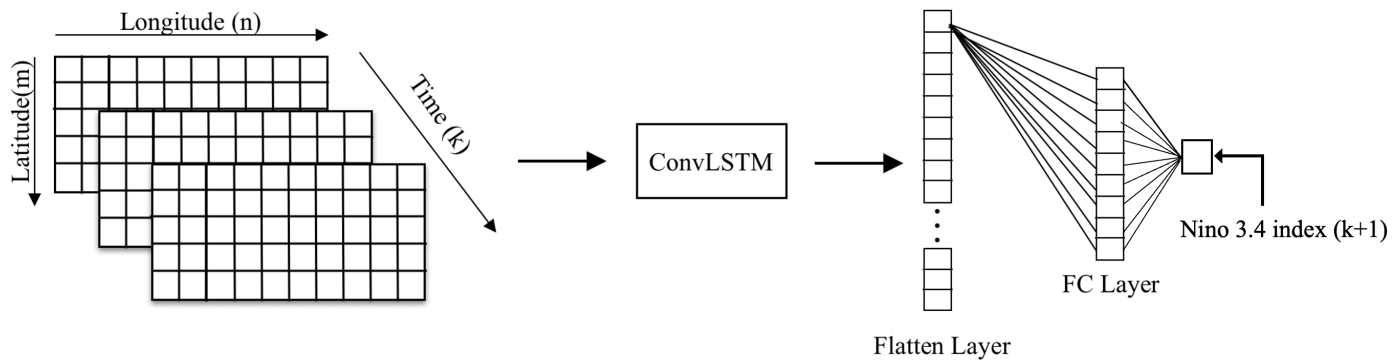 Longitude (n)
Latitude(m)
Time (k)
ConvLSTM
Nino 3.4 index (k+1)
FC Layer
Flatten Layer